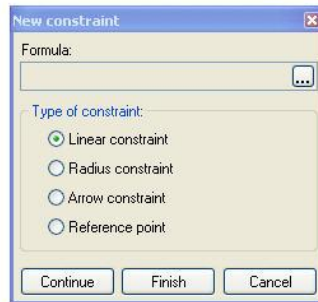 New constraint
Formula:
...
Type of constraint:
Linear constraint
Radius constraint
Arrow constraint
Reference point
Continue Finish Cancel